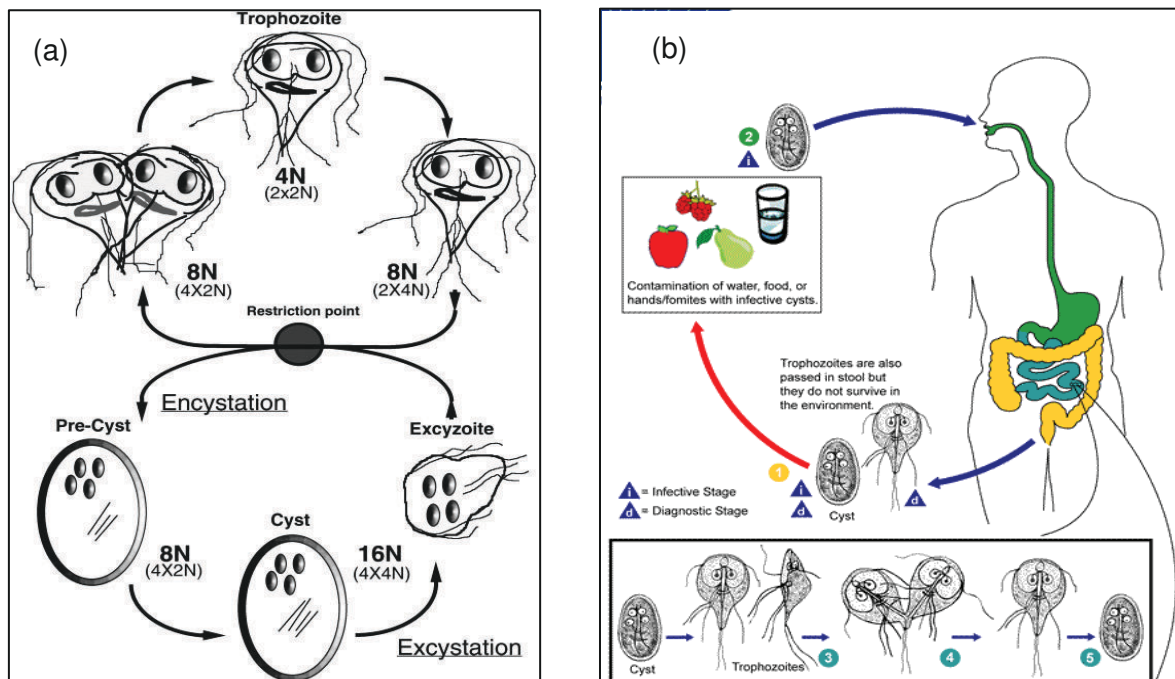 (a)
Trophozoite
4N
(2x2N)
8N
(4X2N)
8N
(2X4N)
Restriction point
Encystation
Pre-Cyst
Excyzoite
8N
(4X2N)
Cyst
16N
(4X4N)
Excystation
(b)
2
i
Contamination of water, food, or
hands/fomites with infective cysts.
Trophozoites are also
passed in stool but
they do not survive in
the environment.
1
i
d
Cyst
d
i = Infective Stage
d = Diagnostic Stage
Cyst
Trophozoites
3
4
5